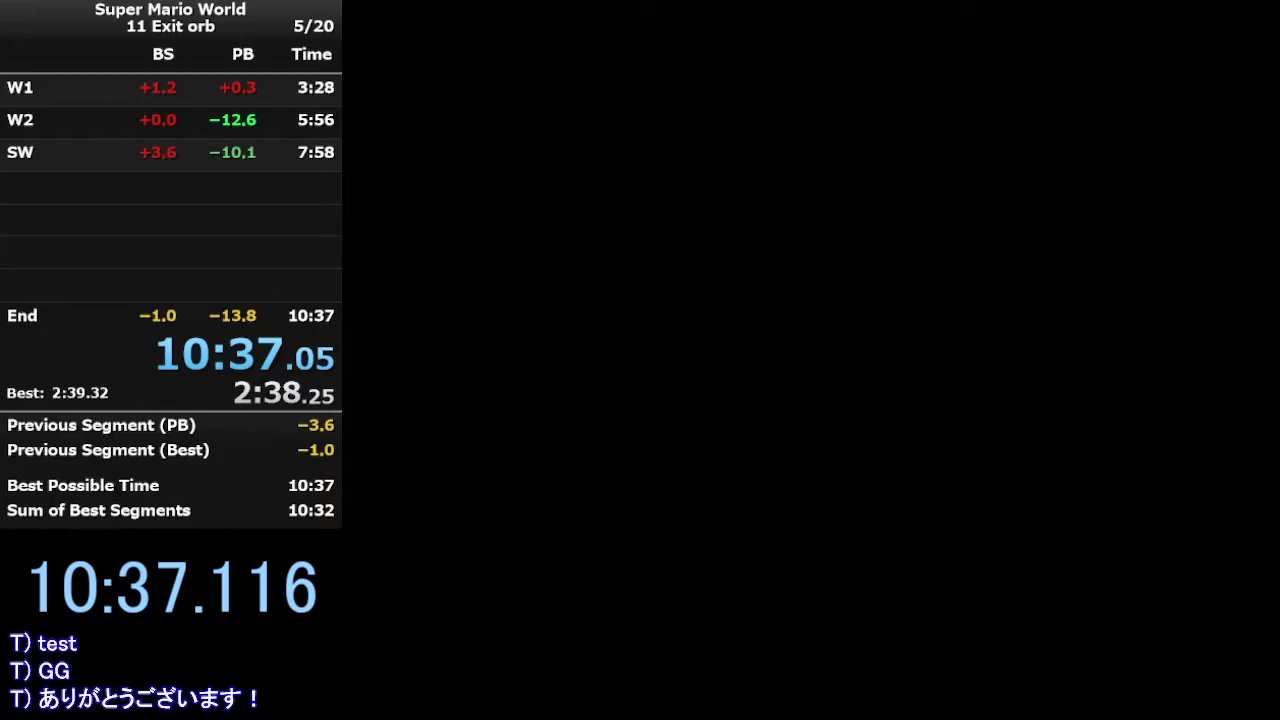 Super Mario World
11 Exit orb 5/20
BS PB Time
W1 +1.2 +0.3 3:28
W2 +0.0 −12.6 5:56
SW +3.6 −10.1 7:58
End −1.0 −13.8 10:37
10:37.05
Best: 2:39.32 2:38.25
Previous Segment (PB) −3.6
Previous Segment (Best) −1.0
Best Possible Time 10:37
Sum of Best Segments 10:32
10:37.116
T) test
T) GG
T) ありがとうございます！